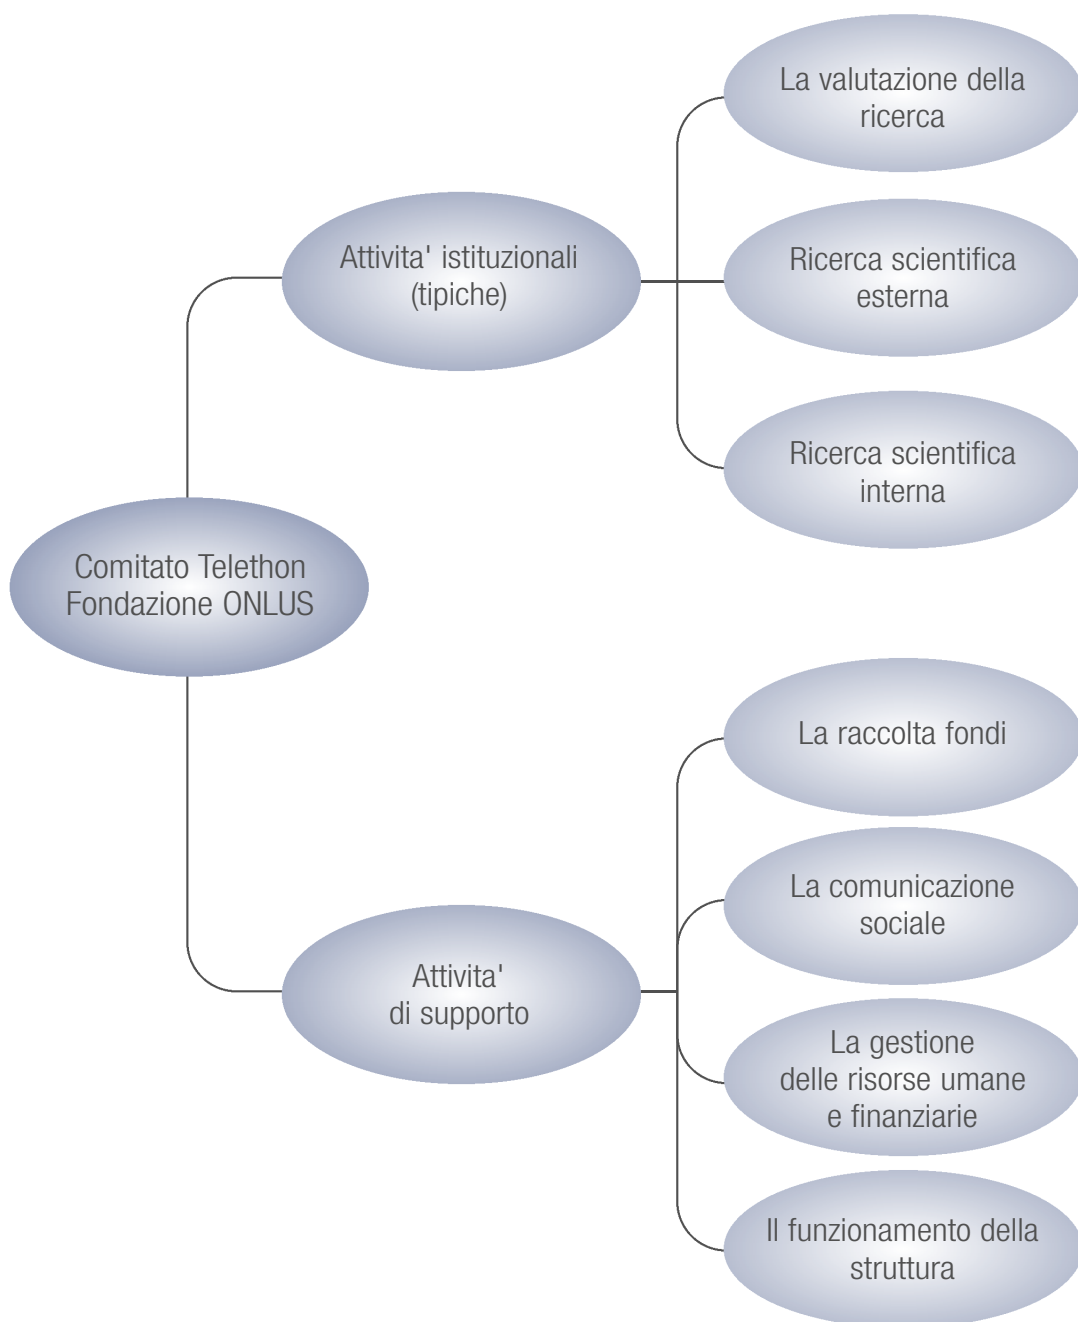 La valutazione della
ricerca
Attivita' istituzionali
(tipiche)
Ricerca scientifica
esterna
Ricerca scientifica
interna
Comitato Telethon
Fondazione ONLUS
La raccolta fondi
La comunicazione
sociale
Attivita'
di supporto
La gestione
delle risorse umane
e finanziarie
Il funzionamento della
struttura